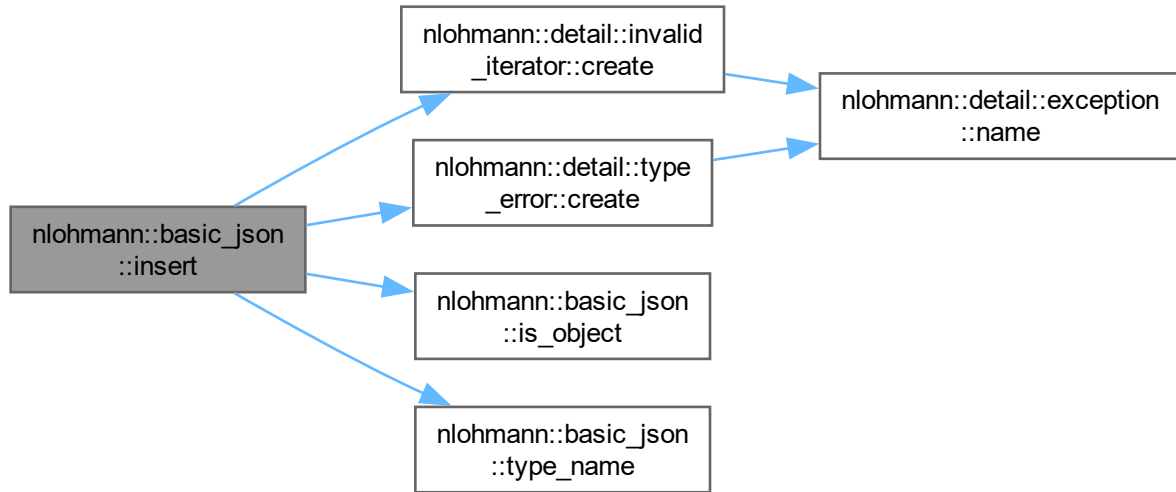 nlohmann::basic_json
::insert
nlohmann::detail::invalid
_iterator::create
nlohmann::detail::type
_error::create
nlohmann::basic_json
::is_object
nlohmann::basic_json
::type_name
nlohmann::detail::exception
::name